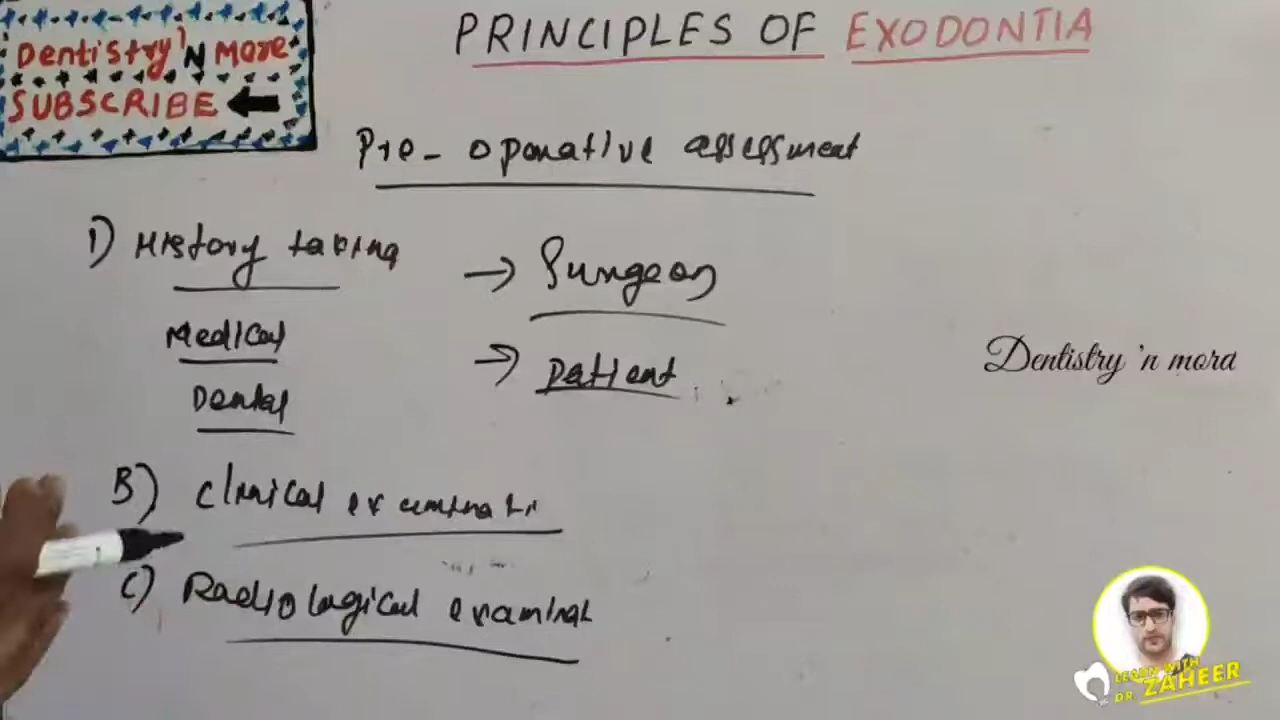 Dentistry 'N More
SUBSCRIBE
PRINCIPLES OF EXODONTIA
Pre-operative assessment
1) History taking
Medical
Dental
→ Surgeon
→ Patient
B) Clinical examinati
C) Radiological examinat
Dentistry 'n mora
LEARN WITH
DR. ZAHEER